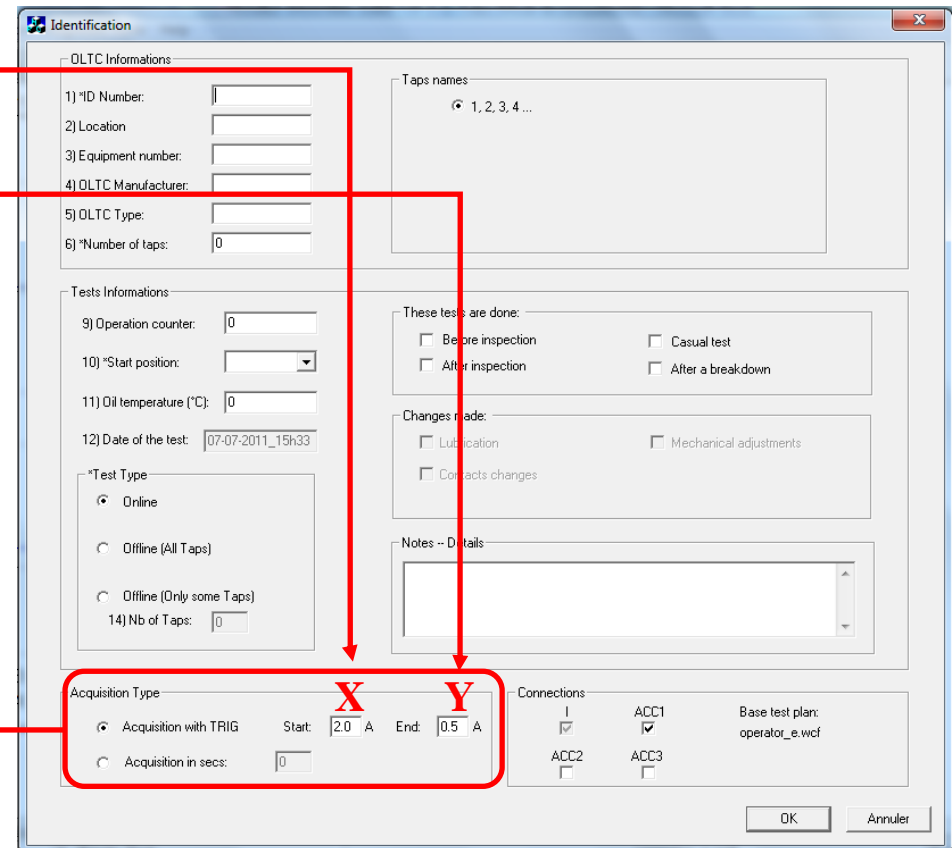 Identification
OLTC Informations
1) *ID Number:
2) Location
3) Equipment number:
4) OLTC Manufacturer:
5) OLTC Type:
6) *Number of taps: 0
Taps names
1, 2, 3, 4 ...
Tests Informations
9) Operation counter: 0
10) *Start position:
11) Oil temperature (°C): 0
12) Date of the test: 07-07-2011_15h33
*Test Type
Online
Offline (All Taps)
Offline (Only some Taps)
14) Nb of Taps: 0
These tests are done:
Before inspection Casual test
After inspection After a breakdown
Changes made:
Lubrication Mechanical adjustments
Contacts changes
Notes -- Details
Acquisition Type
X Y
Acquisition with TRIG Start: 2.0 A End: 0.5 A
Acquisition in secs: 0
Connections
I ACC1 Base test plan:
operator_e.wcf
ACC2 ACC3
OK Annuler